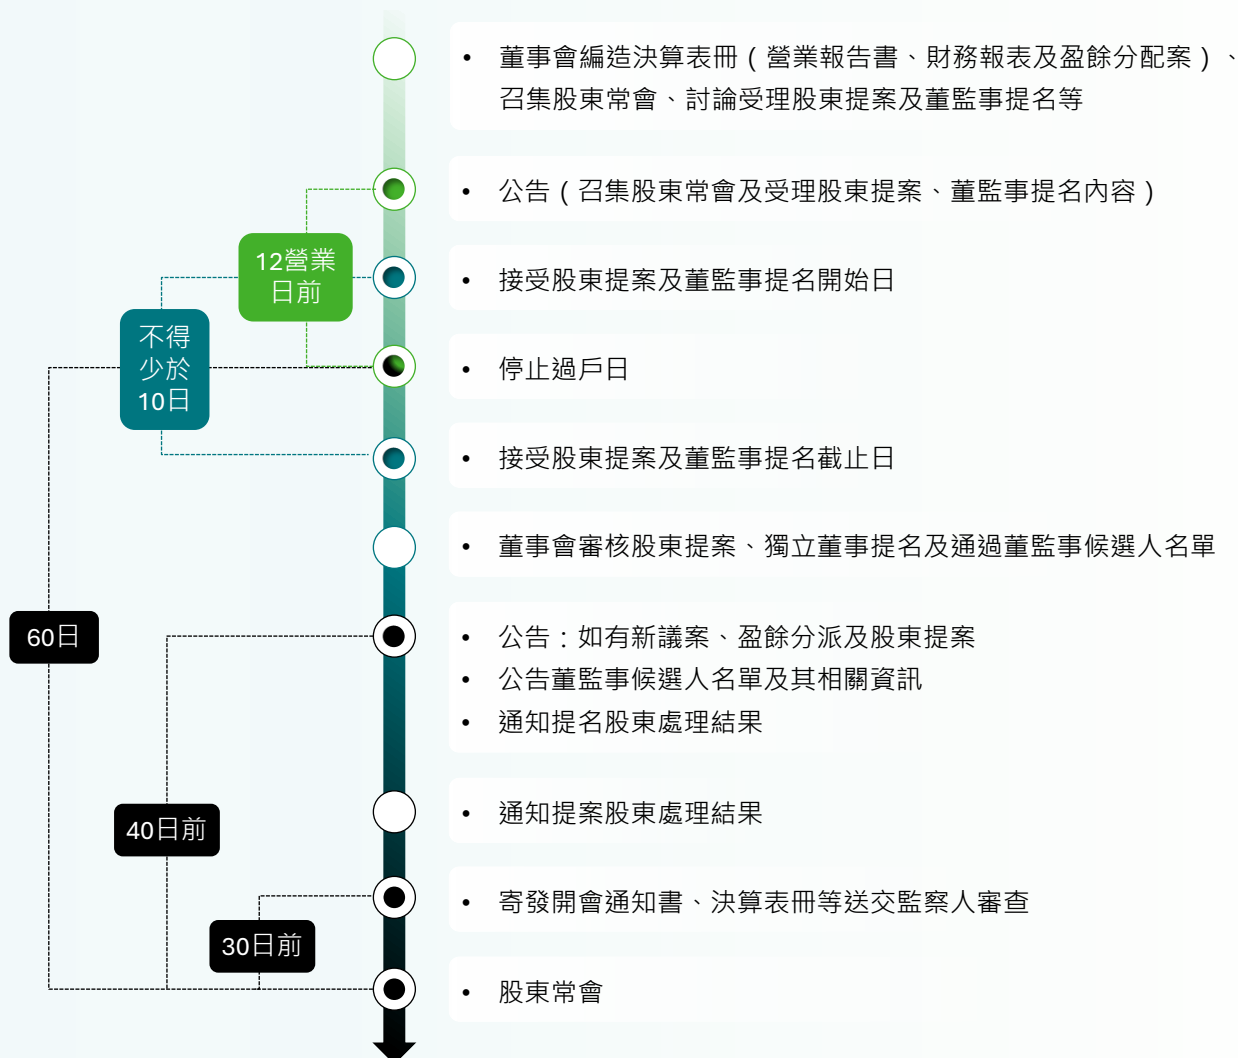 • 董事會編造決算表冊（營業報告書、財務報表及盈餘分配案）、
召集股東常會、討論受理股東提案及董監事提名等
• 公告（召集股東常會及受理股東提案、董監事提名內容）
12營業
日前
• 接受股東提案及董監事提名開始日
不得
少於
10日
• 停止過戶日
• 接受股東提案及董監事提名截止日
• 董事會審核股東提案、獨立董事提名及通過董監事候選人名單
60日
• 公告：如有新議案、盈餘分派及股東提案
• 公告董監事候選人名單及其相關資訊
• 通知提名股東處理結果
40日前
• 通知提案股東處理結果
• 寄發開會通知書、決算表冊等送交監察人審查
30日前
• 股東常會